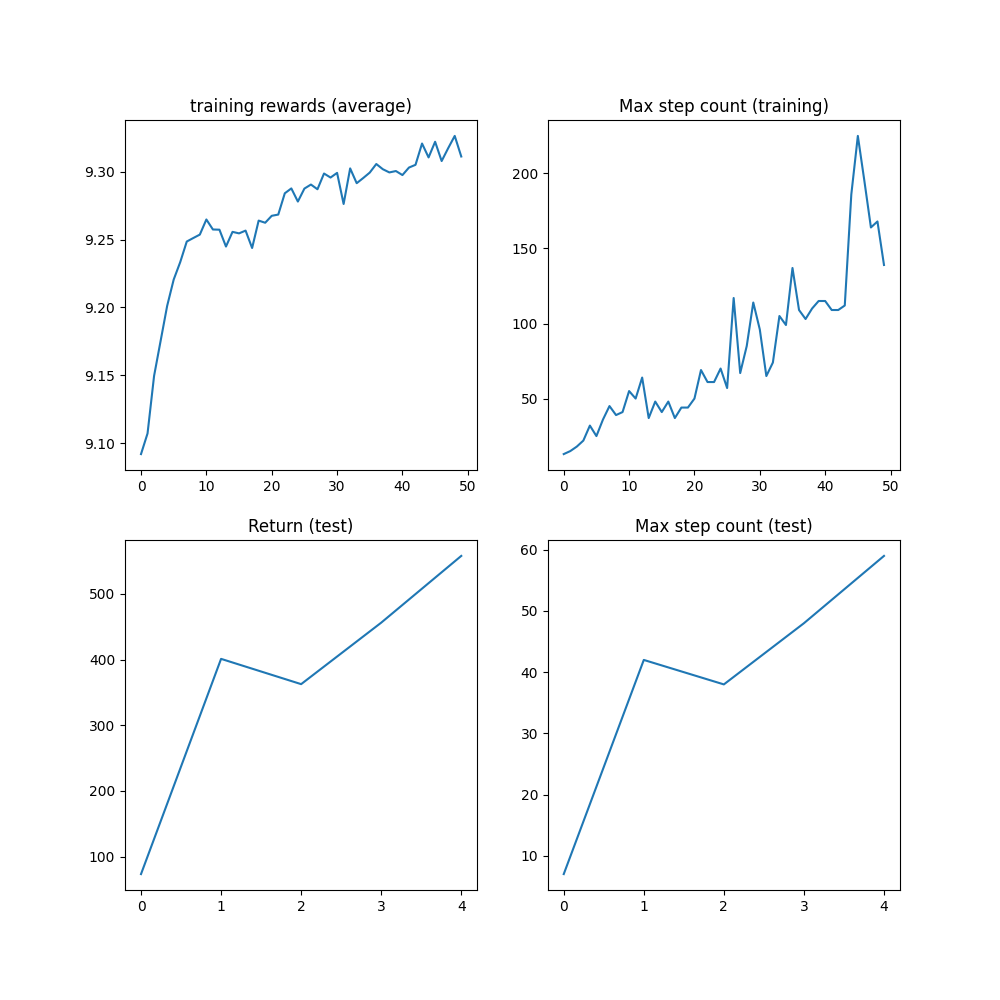 training rewards (average)
9.30
9.25
9.20
9.15
9.10
0 10 20 30 40 50
Max step count (training)
200
150
100
50
0 10 20 30 40 50
Return (test)
500
400
300
200
100
0 1 2 3 4
Max step count (test)
60
50
40
30
20
10
0 1 2 3 4